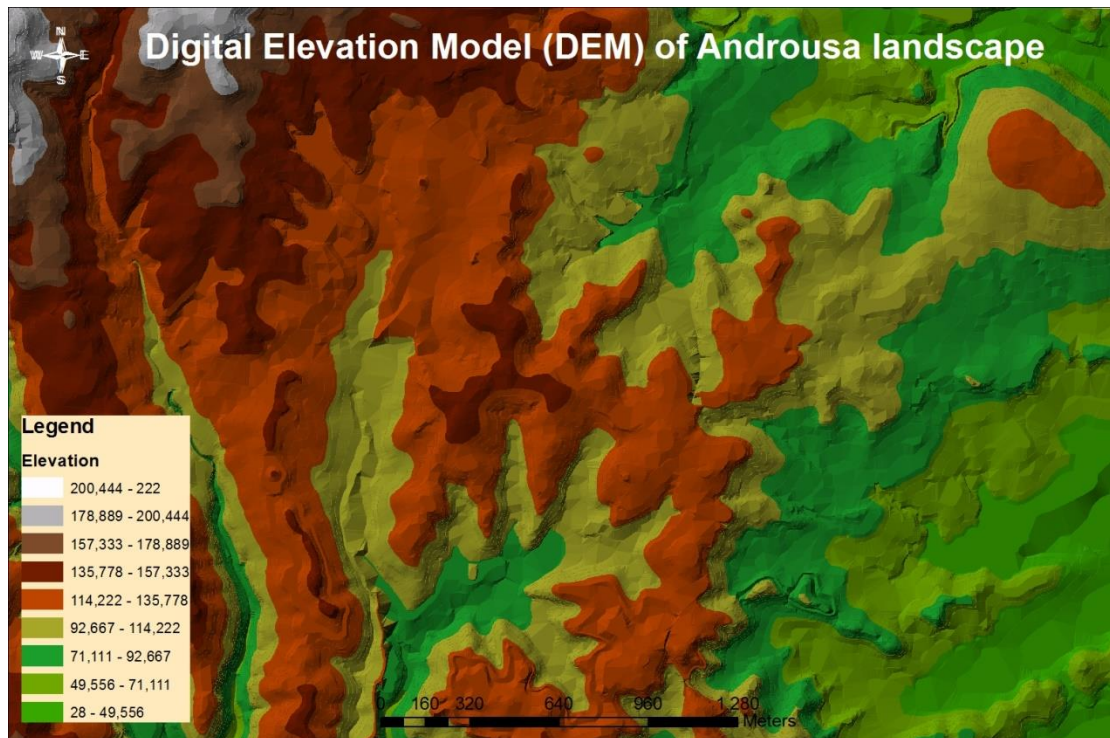 Digital Elevation Model (DEM) of Androusa landscape
N
W E
S
Legend
Elevation
200,444 - 222
178,889 - 200,444
157,333 - 178,889
135,778 - 157,333
114,222 - 135,778
92,667 - 114,222
71,111 - 92,667
49,556 - 71,111
28 - 49,556
0 160 320 640 960 1.280
Meters